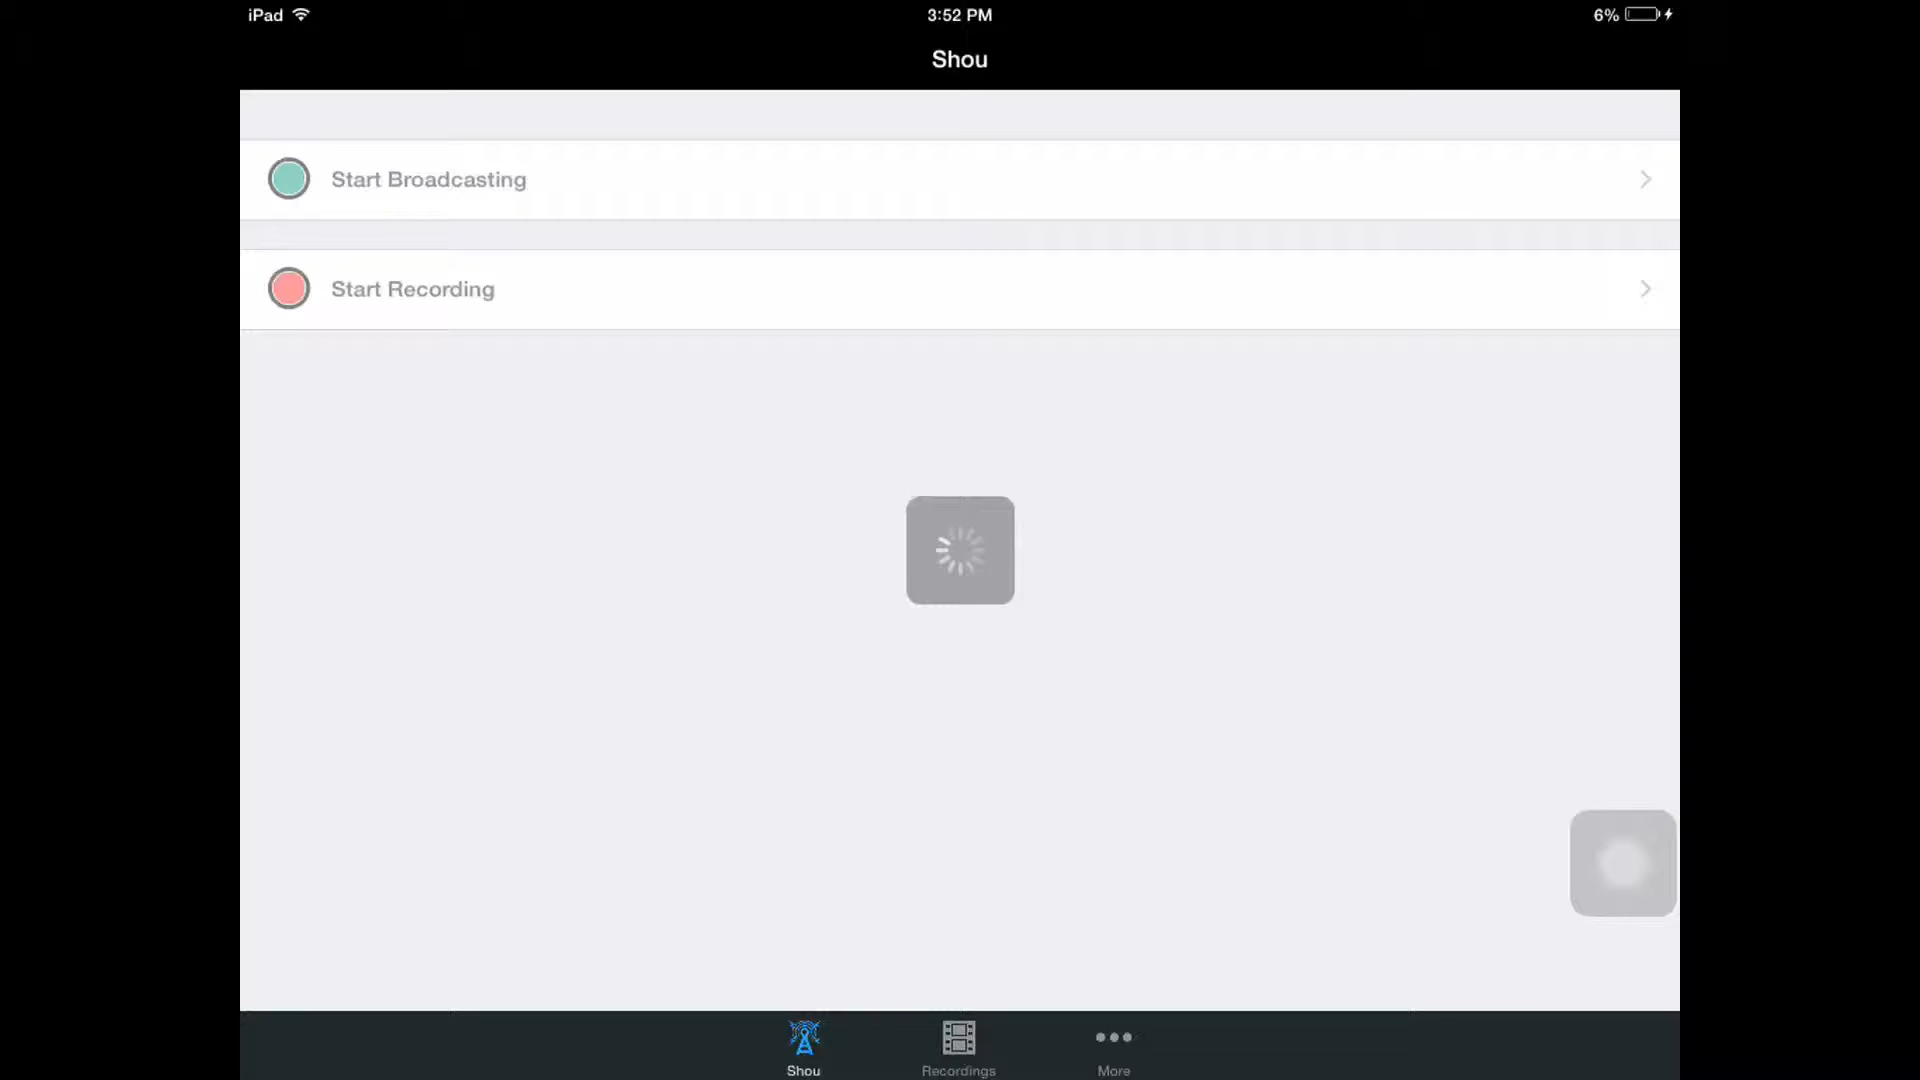 iPad 3:52 PM 6%
Shou
Start Broadcasting
Start Recording
Shou Recordings More